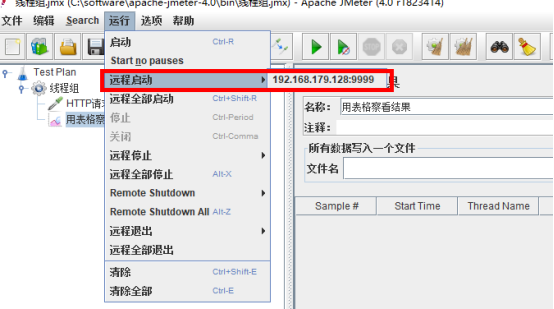 线程组.jmx (C:\software\apache-jmeter-4.0\bin\线程组.jmx) - Apache JMeter (4.0 r1823414)
文件 编辑 Search 运行 选项 帮助
启动 Ctrl-R
Start no pauses
远程启动 192.168.179.128:9999
远程全部启动 Ctrl+Shift-R
停止 Ctrl-Period
关闭 Ctrl-Comma
远程停止
远程全部停止 Alt-X
Remote Shutdown
Remote Shutdown All Alt-Z
远程退出
远程全部退出
清除 Ctrl+Shift-E
清除全部 Ctrl-E
Test Plan
线程组
HTTP请
用表格察
果
名称: 用表格察看结果
注释:
所有数据写入一个文件
文件名
Sample # Start Time Thread Name